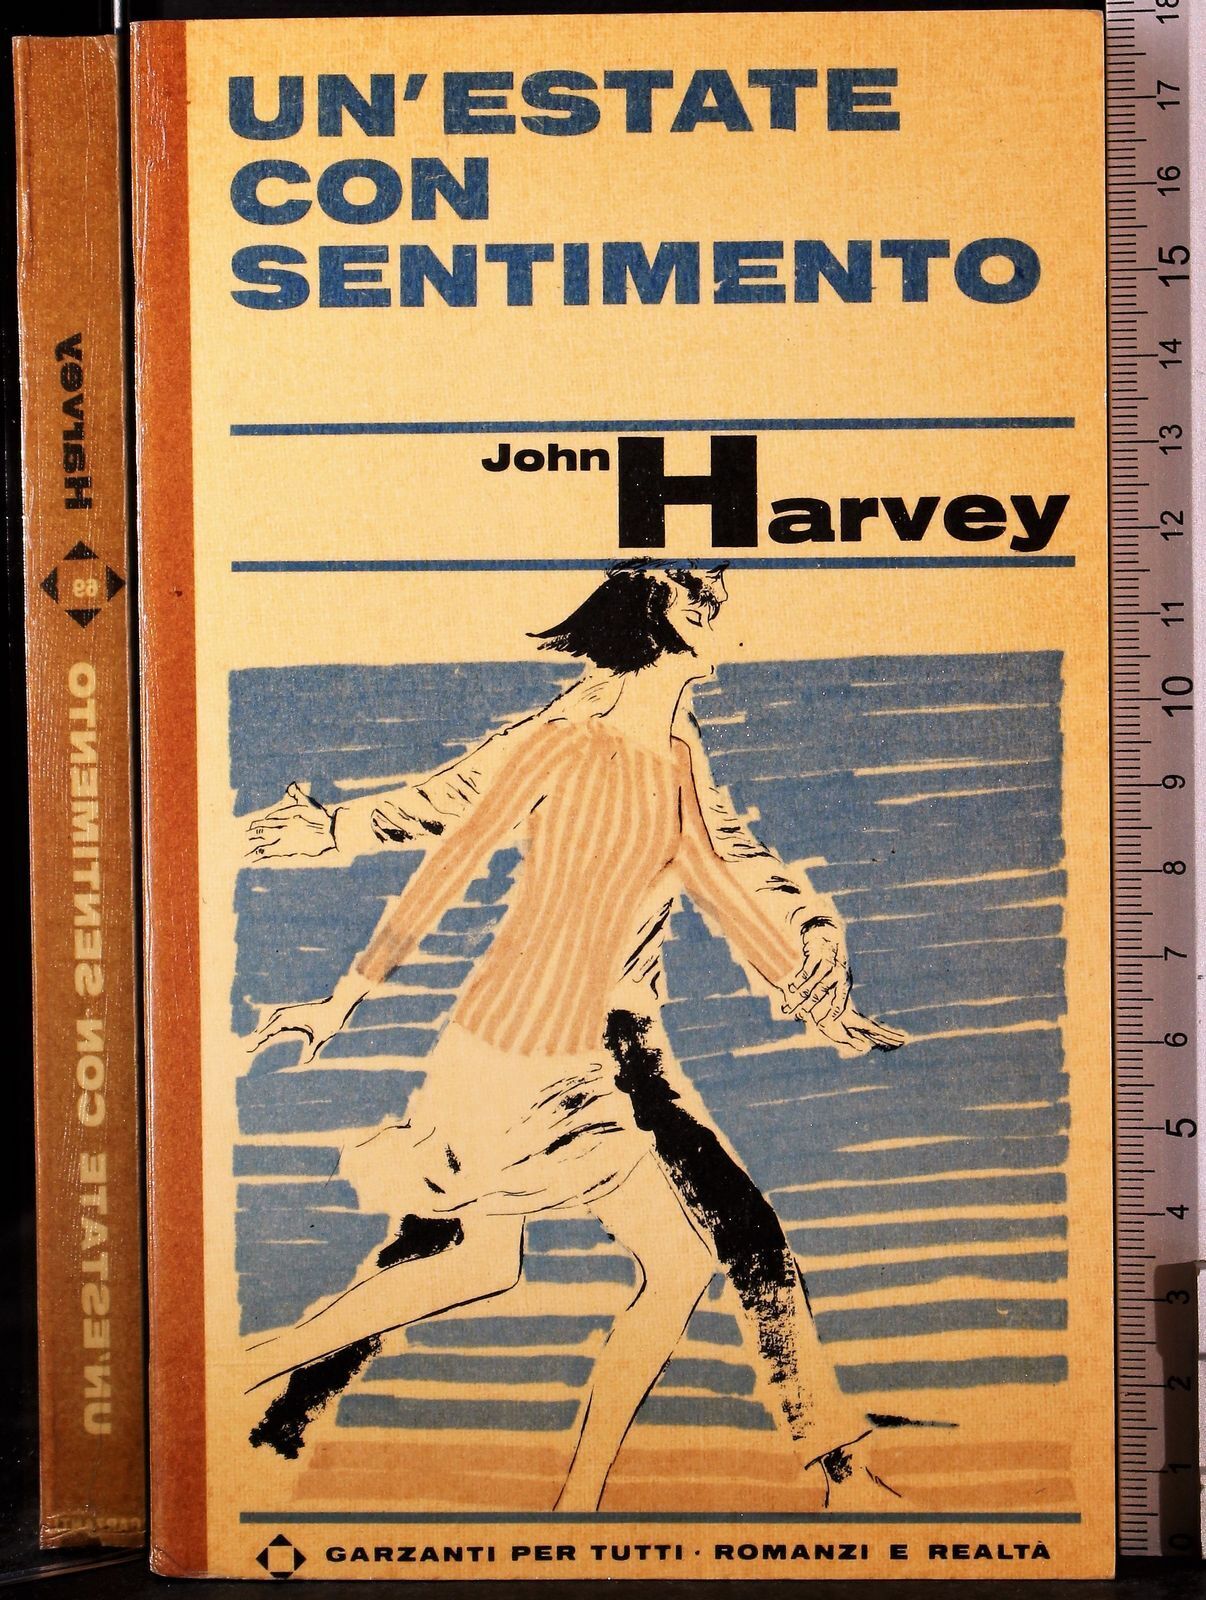 UN'ESTATE
CON
SENTIMENTO
John Harvey
GARZANTI PER TUTTI · ROMANZI E REALTÀ
Harvey
UN'ESTATE CON SENTIMENTO
GARZANTI
18
17
16
15
14
13
12
11
10
9
8
7
6
5
4
3
2
1
0